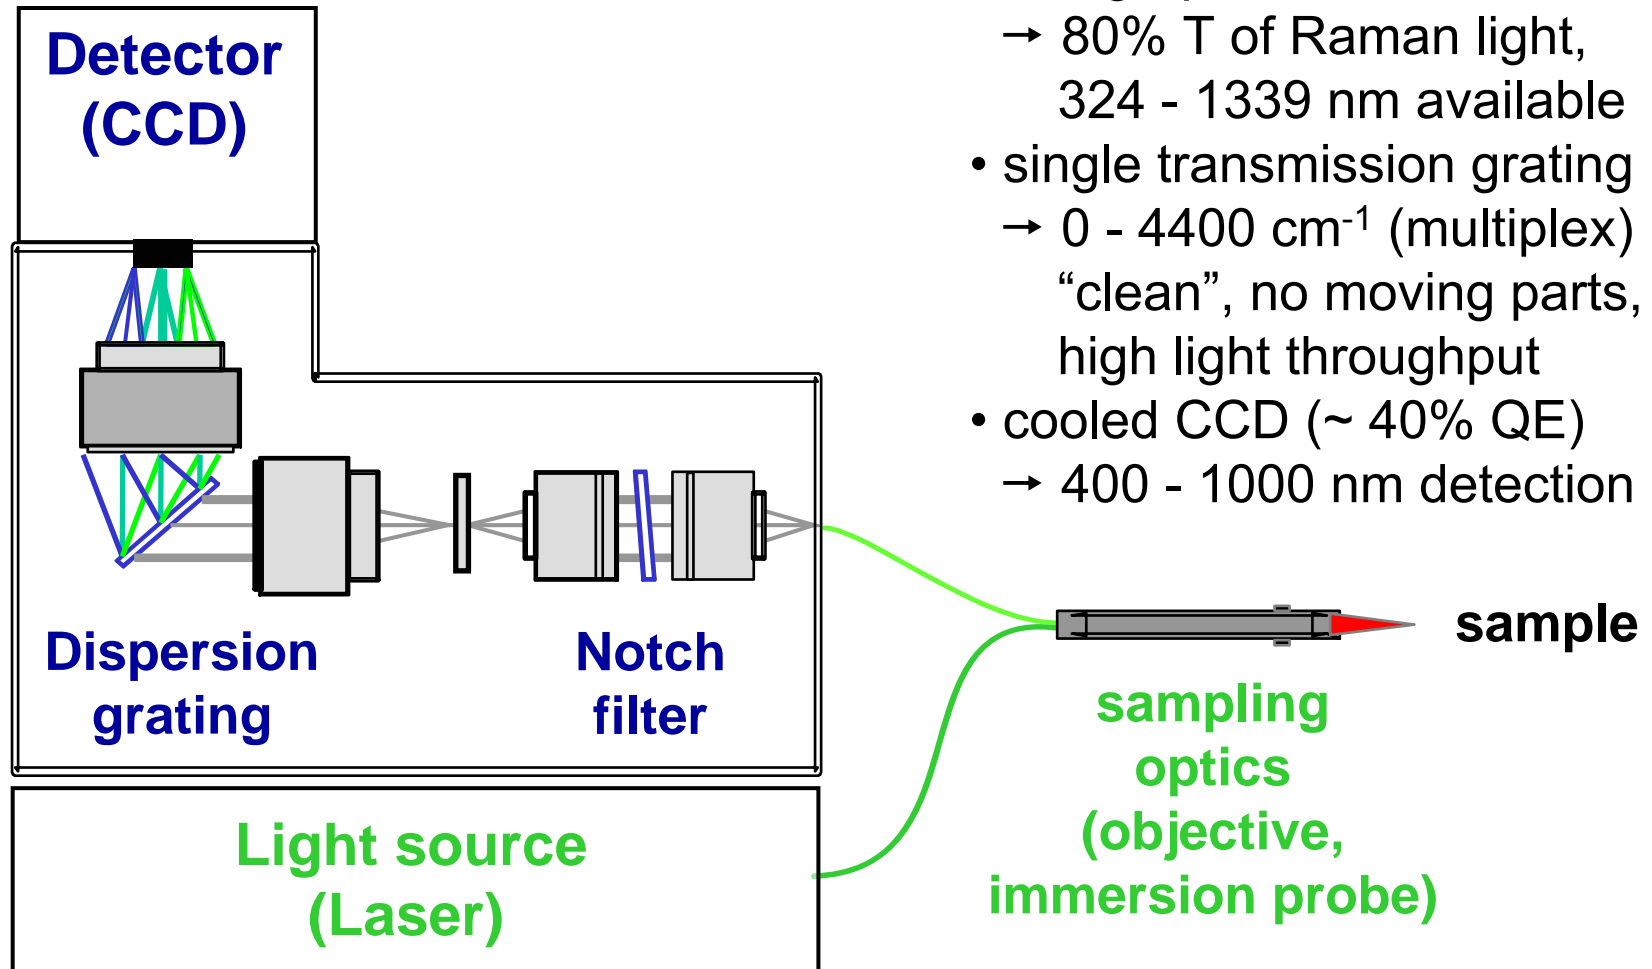 Detector
(CCD)
→ 80% T of Raman light,
324 - 1339 nm available
• single transmission grating
→ 0 - 4400 cm⁻¹ (multiplex)
“clean”, no moving parts,
high light throughput
• cooled CCD (~ 40% QE)
→ 400 - 1000 nm detection
Dispersion
grating
Notch
filter
sample
sampling
optics
(objective,
immersion probe)
Light source
(Laser)